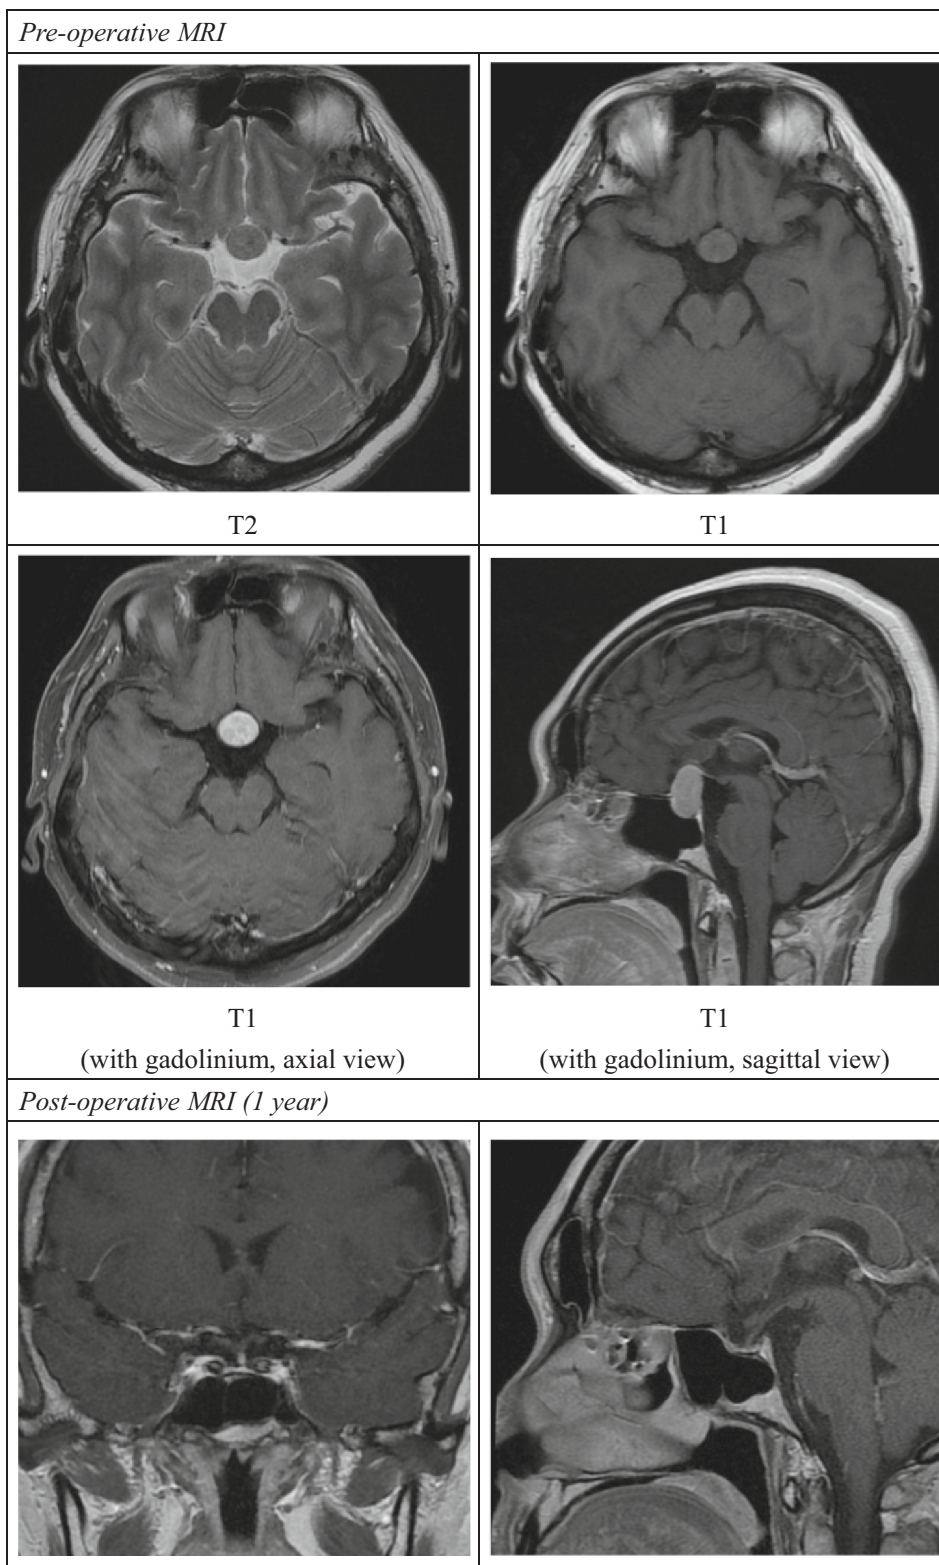 Pre-operative MRI
T2
T1
T1
T1
(with gadolinium, axial view)
(with gadolinium, sagittal view)
Post-operative MRI (1 year)